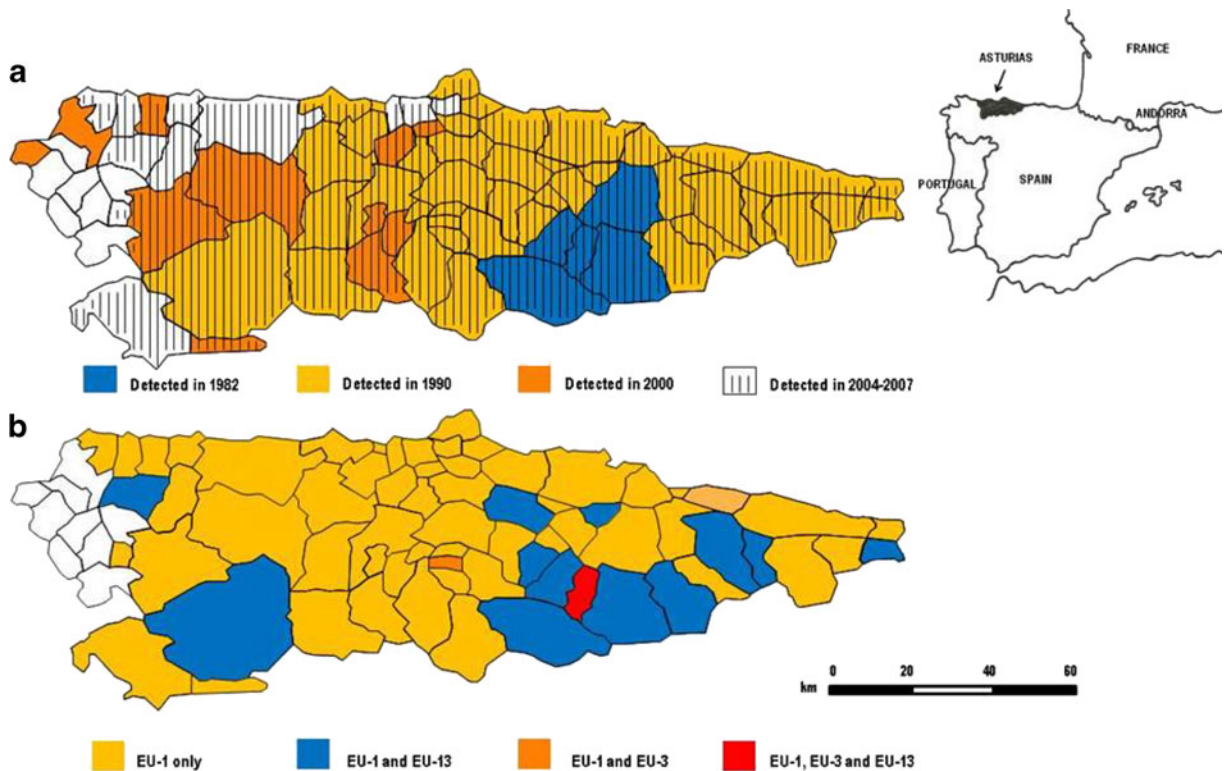 a
FRANCE
ASTURIAS
ANDORRA
PORTUGAL
SPAIN
Detected in 1982
Detected in 1990
Detected in 2000
Detected in 2004-2007
b
0 20 40 60
km
EU-1 only
EU-1 and EU-13
EU-1 and EU-3
EU-1, EU-3 and EU-13